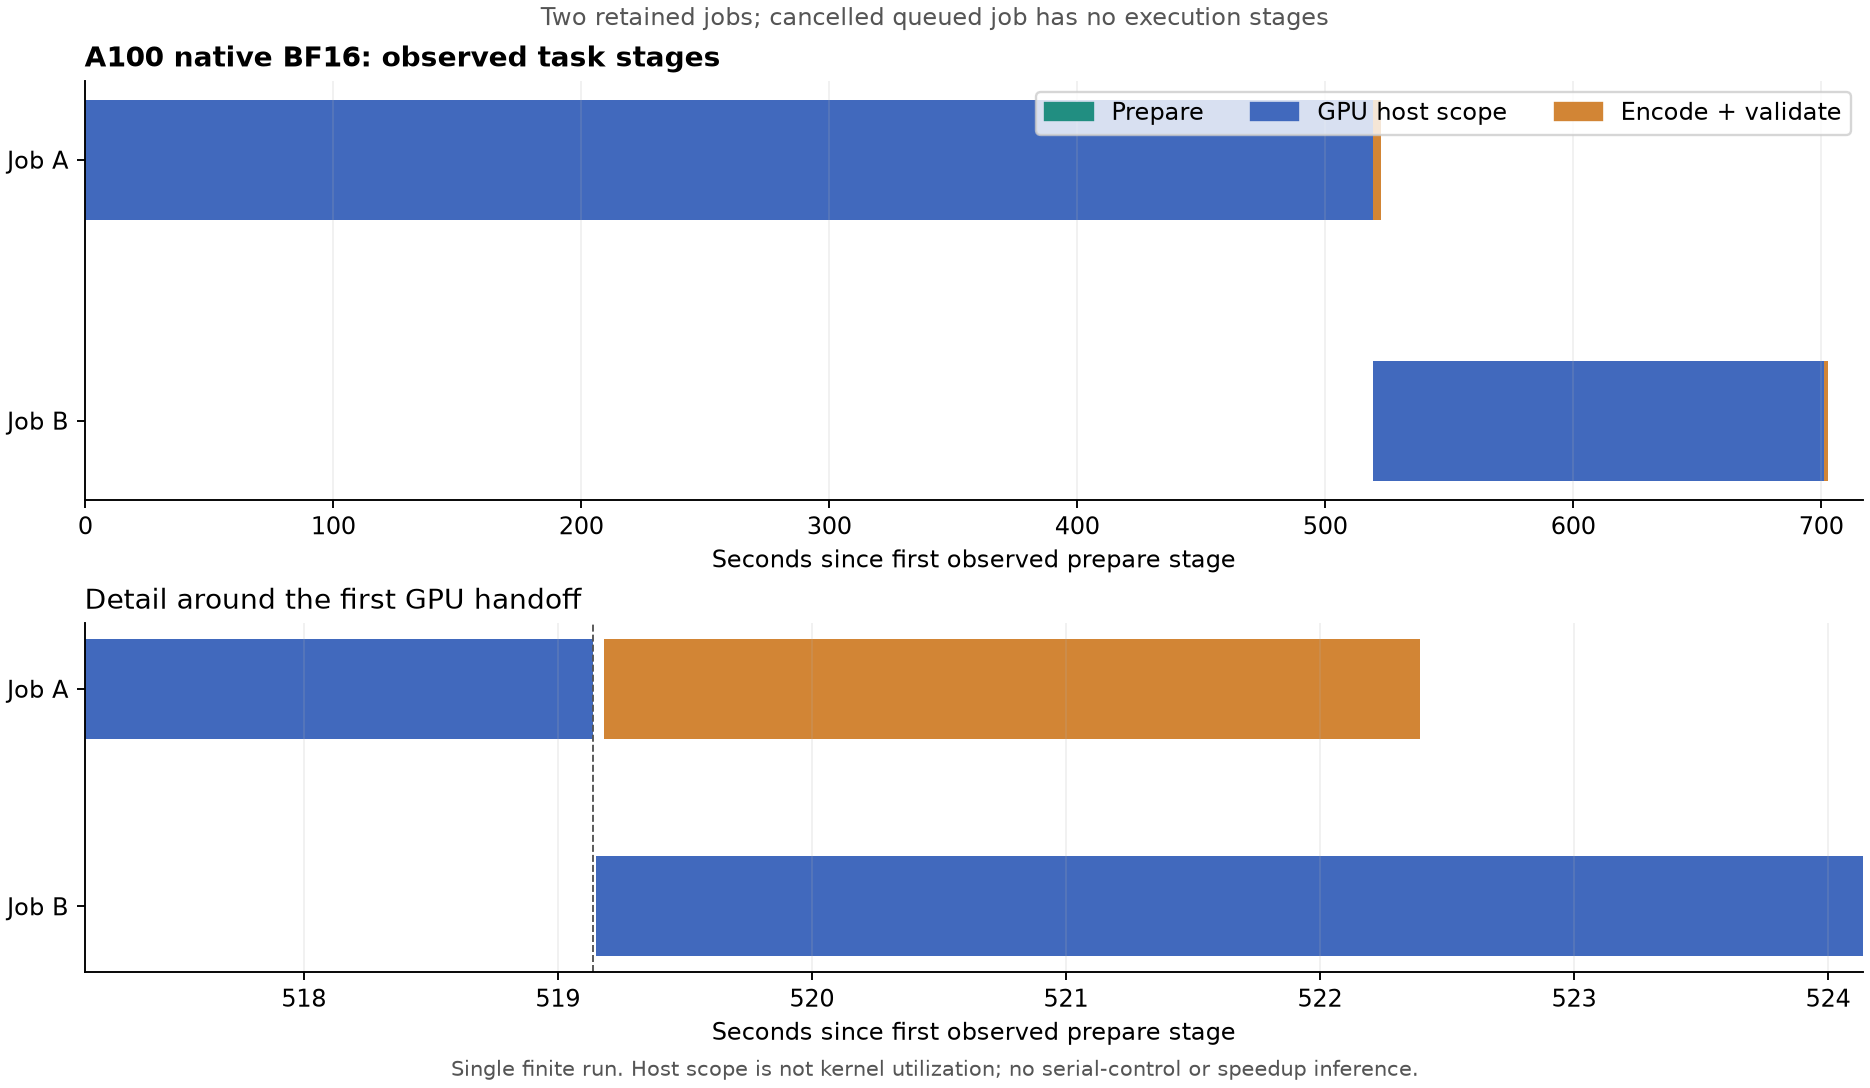 Two retained jobs; cancelled queued job has no execution stages
A100 native BF16: observed task stages
Prepare GPU host scope Encode + validate
Job A
Job B
0 100 200 300 400 500 600 700
Seconds since first observed prepare stage
Detail around the first GPU handoff
Job A
Job B
518 519 520 521 522 523 524
Seconds since first observed prepare stage
Single finite run. Host scope is not kernel utilization; no serial-control or speedup inference.